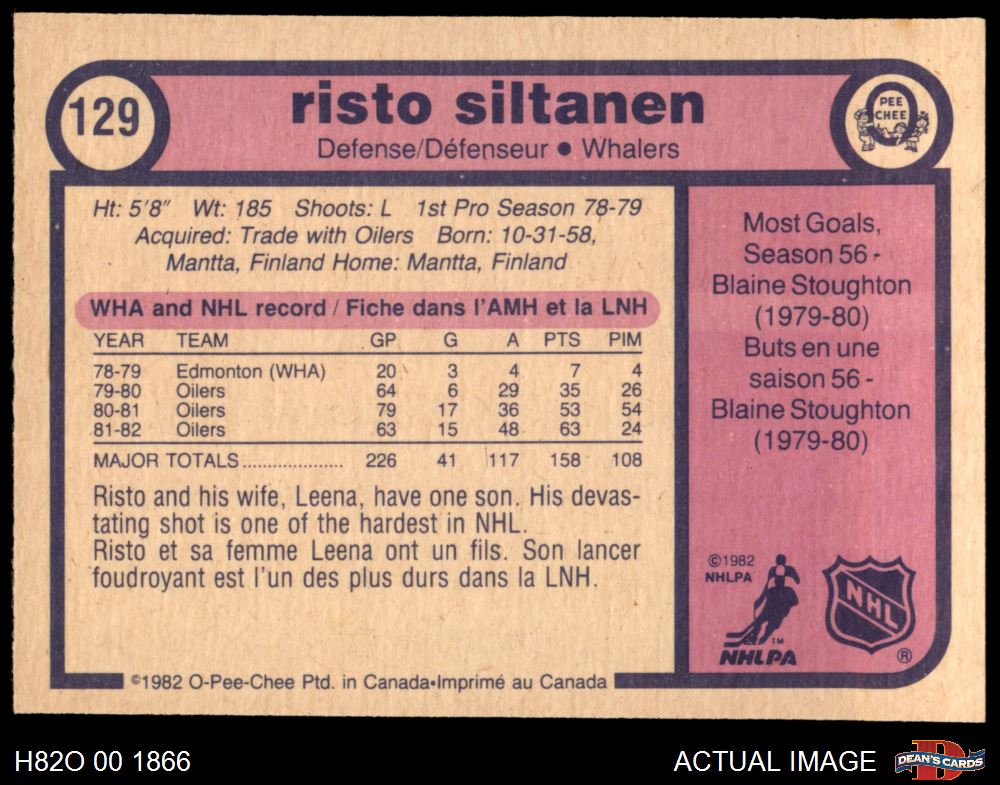 129
risto siltanen
Defense/Défenseur • Whalers
PEE
CHEE
Ht: 5'8" Wt: 185 Shoots: L 1st Pro Season 78-79
Acquired: Trade with Oilers Born: 10-31-58,
Mantta, Finland Home: Mantta, Finland
WHA and NHL record / Fiche dans l'AMH et la LNH
YEAR TEAM GP G A PTS PIM
78-79 Edmonton (WHA) 20 3 4 7 4
79-80 Oilers 64 6 29 35 26
80-81 Oilers 79 17 36 53 54
81-82 Oilers 63 15 48 63 24
MAJOR TOTALS.................... 226 41 117 158 108
Risto and his wife, Leena, have one son. His devas-
tating shot is one of the hardest in NHL.
Risto et sa femme Leena ont un fils. Son lancer
foudroyant est l'un des plus durs dans la LNH.
©1982 O-Pee-Chee Ptd. in Canada•Imprimé au Canada
Most Goals,
Season 56 -
Blaine Stoughton
(1979-80)
Buts en une
saison 56 -
Blaine Stoughton
(1979-80)
©1982
NHLPA
TM
NHLPA
NHL
®
H82O 00 1866
ACTUAL IMAGE
DEAN'S CARDS